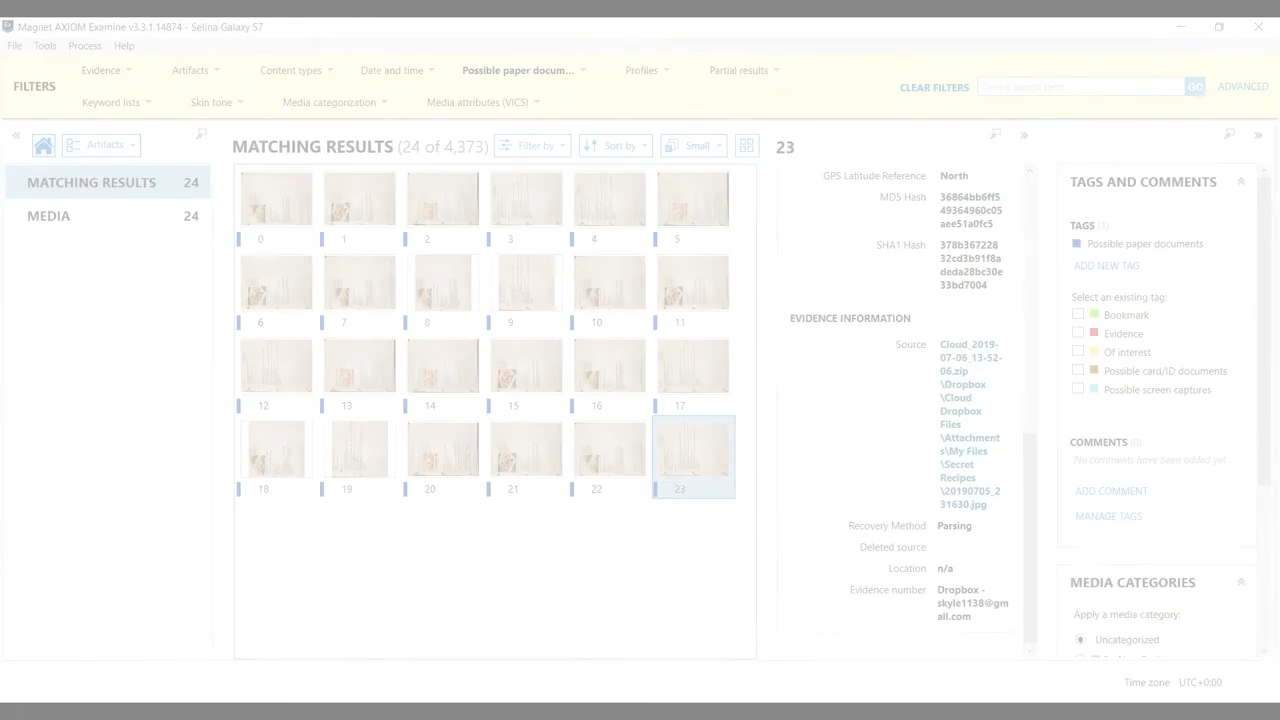 Magnet AXIOM Examine v3.3.1.14874 - Selina Galaxy S7
File Tools Process Help
FILTERS
Evidence Artifacts Content types Date and time Possible paper docum... Profiles Partial results
Keyword lists Skin tone Media categorization Media attributes (VICS)
CLEAR FILTERS
GO
ADVANCED
Artifacts
MATCHING RESULTS 24
MEDIA 24
MATCHING RESULTS (24 of 4,373)
Filter by
Sort by
Small
0 1 2 3 4 5
6 7 8 9 10 11
12 13 14 15 16 17
18 19 20 21 22 23
23
GPS Latitude Reference North
MD5 Hash 36864bb6ff5
49364960c05
aee51a0fc5
SHA1 Hash 378b367228
32cd3b91f8a
deda28bc30e
33bd7004
EVIDENCE INFORMATION
Source Cloud_2019-
07-06_13-52-
06.zip
\Dropbox
\Cloud
Dropbox
Files
\Attachment
s\My Files
\Secret
Recipes
\20190705_2
31630.jpg
Recovery Method Parsing
Deleted source
Location n/a
Evidence number Dropbox -
skyle1138@gm
ail.com
TAGS AND COMMENTS
TAGS (1)
Possible paper documents
ADD NEW TAG
Select an existing tag:
Bookmark
Evidence
Of interest
Possible card/ID documents
Possible screen captures
COMMENTS (0)
No comments have been added yet
ADD COMMENT
MANAGE TAGS
MEDIA CATEGORIES
Apply a media category:
Uncategorized
Time zone UTC+0:00